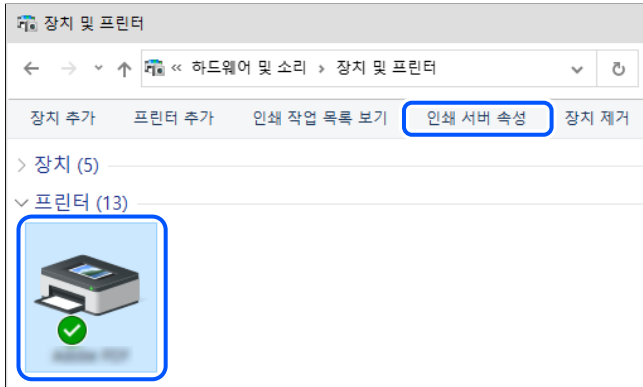 장치 및 프린터
« 하드웨어 및 소리 › 장치 및 프린터
장치 추가 프린터 추가 인쇄 작업 목록 보기 인쇄 서버 속성 장치 제거
장치 (5)
프린터 (13)